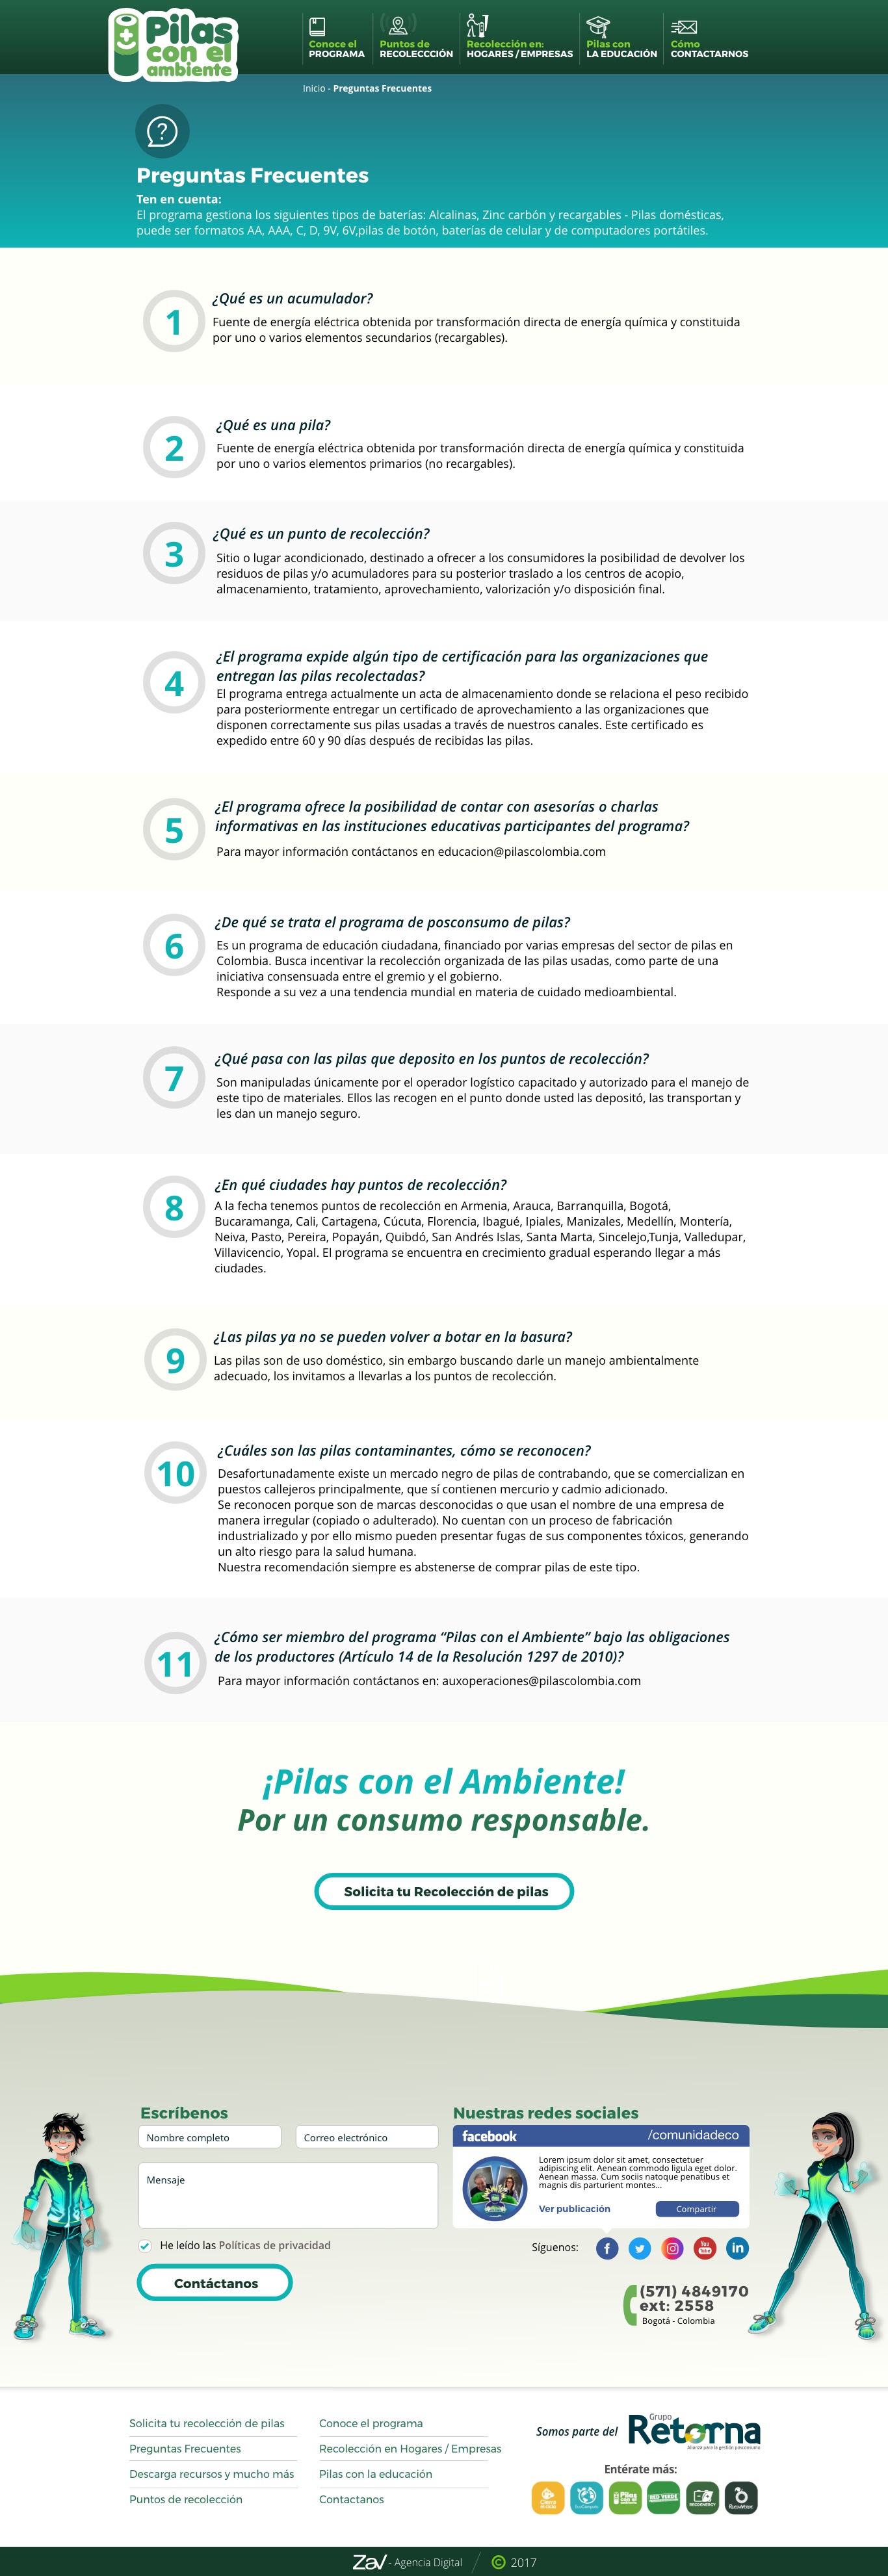 Pilas
con el
ambiente
Conoce el
PROGRAMA
Puntos de
RECOLECCCIÓN
Recolección en:
HOGARES / EMPRESAS
Pilas con
LA EDUCACIÓN
Cómo
CONTACTARNOS
Inicio - Preguntas Frecuentes
Preguntas Frecuentes
Ten en cuenta:
El programa gestiona los siguientes tipos de baterías: Alcalinas, Zinc carbón y recargables - Pilas domésticas,
puede ser formatos AA, AAA, C, D, 9V, 6V,pilas de botón, baterías de celular y de computadores portátiles.
1
¿Qué es un acumulador?
Fuente de energía eléctrica obtenida por transformación directa de energía química y constituida
por uno o varios elementos secundarios (recargables).
2
¿Qué es una pila?
Fuente de energía eléctrica obtenida por transformación directa de energía química y constituida
por uno o varios elementos primarios (no recargables).
3
¿Qué es un punto de recolección?
Sitio o lugar acondicionado, destinado a ofrecer a los consumidores la posibilidad de devolver los
residuos de pilas y/o acumuladores para su posterior traslado a los centros de acopio,
almacenamiento, tratamiento, aprovechamiento, valorización y/o disposición final.
4
¿El programa expide algún tipo de certificación para las organizaciones que
entregan las pilas recolectadas?
El programa entrega actualmente un acta de almacenamiento donde se relaciona el peso recibido
para posteriormente entregar un certificado de aprovechamiento a las organizaciones que
disponen correctamente sus pilas usadas a través de nuestros canales. Este certificado es
expedido entre 60 y 90 días después de recibidas las pilas.
5
¿El programa ofrece la posibilidad de contar con asesorías o charlas
informativas en las instituciones educativas participantes del programa?
Para mayor información contáctanos en educacion@pilascolombia.com
6
¿De qué se trata el programa de posconsumo de pilas?
Es un programa de educación ciudadana, financiado por varias empresas del sector de pilas en
Colombia. Busca incentivar la recolección organizada de las pilas usadas, como parte de una
iniciativa consensuada entre el gremio y el gobierno.
Responde a su vez a una tendencia mundial en materia de cuidado medioambiental.
7
¿Qué pasa con las pilas que deposito en los puntos de recolección?
Son manipuladas únicamente por el operador logístico capacitado y autorizado para el manejo de
este tipo de materiales. Ellos las recogen en el punto donde usted las depositó, las transportan y
les dan un manejo seguro.
8
¿En qué ciudades hay puntos de recolección?
A la fecha tenemos puntos de recolección en Armenia, Arauca, Barranquilla, Bogotá,
Bucaramanga, Cali, Cartagena, Cúcuta, Florencia, Ibagué, Ipiales, Manizales, Medellín, Montería,
Neiva, Pasto, Pereira, Popayán, Quibdó, San Andrés Islas, Santa Marta, Sincelejo,Tunja, Valledupar,
Villavicencio, Yopal. El programa se encuentra en crecimiento gradual esperando llegar a más
ciudades.
9
¿Las pilas ya no se pueden volver a botar en la basura?
Las pilas son de uso doméstico, sin embargo buscando darle un manejo ambientalmente
adecuado, los invitamos a llevarlas a los puntos de recolección.
10
¿Cuáles son las pilas contaminantes, cómo se reconocen?
Desafortunadamente existe un mercado negro de pilas de contrabando, que se comercializan en
puestos callejeros principalmente, que sí contienen mercurio y cadmio adicionado.
Se reconocen porque son de marcas desconocidas o que usan el nombre de una empresa de
manera irregular (copiado o adulterado). No cuentan con un proceso de fabricación
industrializado y por ello mismo pueden presentar fugas de sus componentes tóxicos, generando
un alto riesgo para la salud humana.
Nuestra recomendación siempre es abstenerse de comprar pilas de este tipo.
11
¿Cómo ser miembro del programa “Pilas con el Ambiente” bajo las obligaciones
de los productores (Artículo 14 de la Resolución 1297 de 2010)?
Para mayor información contáctanos en: auxoperaciones@pilascolombia.com
¡Pilas con el Ambiente!
Por un consumo responsable.
Solicita tu Recolección de pilas
Escríbenos
Nombre completo
Correo electrónico
Mensaje
He leído las Políticas de privacidad
Contáctanos
Nuestras redes sociales
facebook
/comunidadeco
Lorem ipsum dolor sit amet, consectetuer
adipiscing elit. Aenean commodo ligula eget dolor.
Aenean massa. Cum sociis natoque penatibus et
magnis dis parturient montes...
Ver publicación
Compartir
Síguenos:
(571) 4849170
ext: 2558
Bogotá - Colombia
Solicita tu recolección de pilas
Preguntas Frecuentes
Descarga recursos y mucho más
Puntos de recolección
Conoce el programa
Recolección en Hogares / Empresas
Pilas con la educación
Contactanos
Somos parte del
Grupo
Retorna
Alianza para la gestión posconsumo
Entérate más:
RED VERDE
Zav - Agencia Digital
© 2017